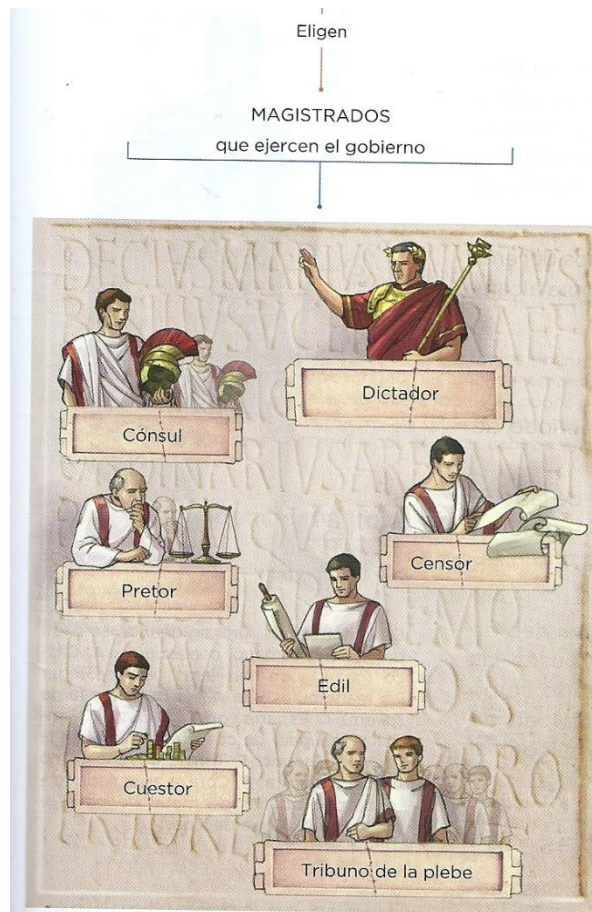 Eligen
MAGISTRADOS
que ejercen el gobierno
Dictador
Cónsul
Censor
Pretor
Edil
Cuestor
Tribuno de la plebe